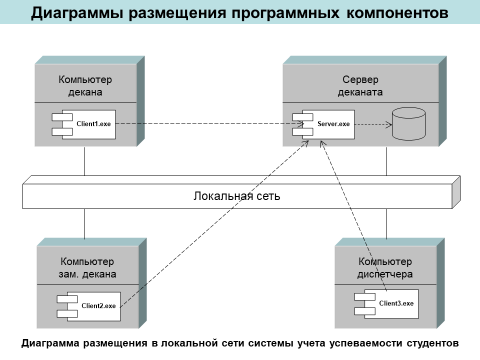 Диаграммы размещения программных компонентов
Компьютер
декана
Client1.exe
Сервер
деканата
Server.exe
Локальная сеть
Компьютер
зам. декана
Client2.exe
Компьютер
диспетчера
Client3.exe
Диаграмма размещения в локальной сети системы учета успеваемости студентов